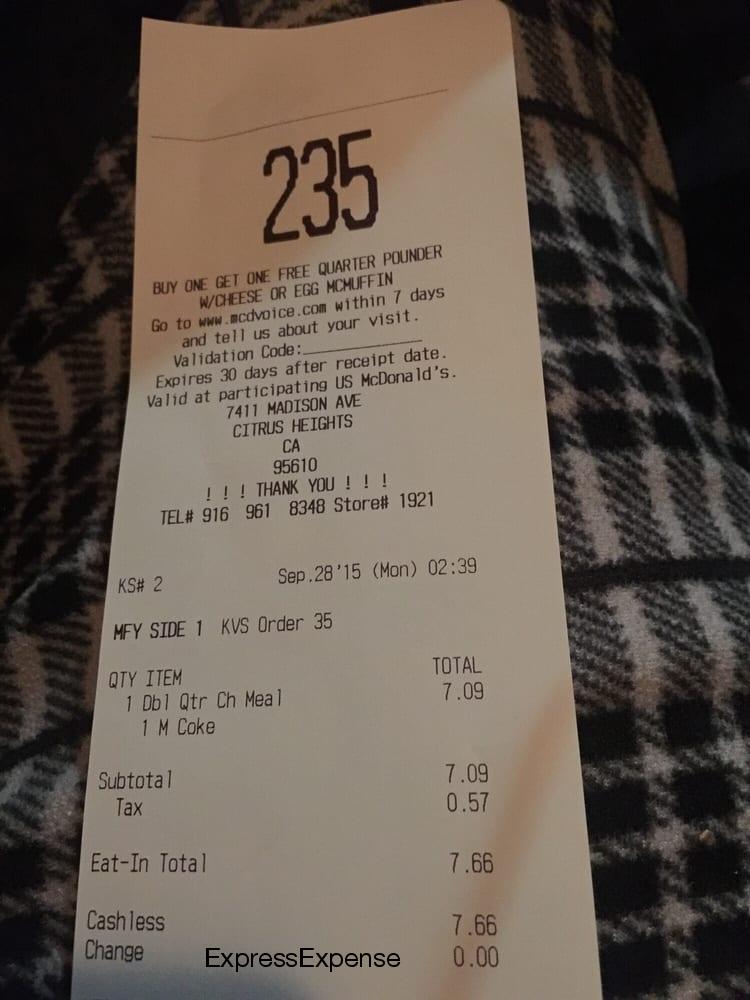 235
BUY ONE GET ONE FREE QUARTER POUNDER
W/CHEESE OR EGG MCMUFFIN
Go to www.mcdvoice.com within 7 days
and tell us about your visit.
Validation Code:____________
Expires 30 days after receipt date.
Valid at participating US McDonald's.
7411 MADISON AVE
CITRUS HEIGHTS
CA
95610
! ! ! THANK YOU ! ! !
TEL# 916 961 8348 Store# 1921
KS# 2 Sep.28'15 (Mon) 02:39
MFY SIDE 1 KVS Order 35
QTY ITEM TOTAL
1 Dbl Qtr Ch Meal 7.09
1 M Coke
Subtotal 7.09
Tax 0.57
Eat-In Total 7.66
Cashless 7.66
Change 0.00
ExpressExpense